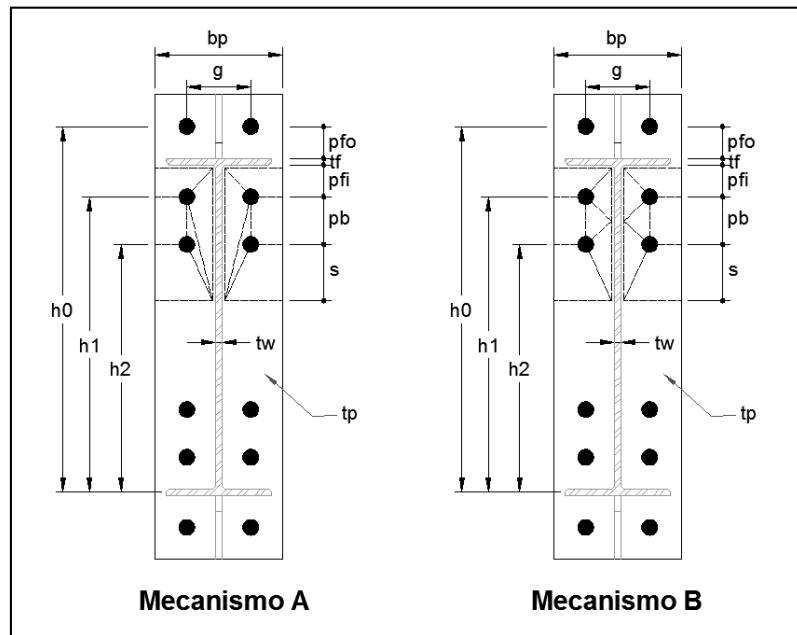 bp
g
pfo
tf
pfi
pb
s
h0
h1
h2
tw
tp
Mecanismo A
bp
g
pfo
tf
pfi
pb
s
h0
h1
h2
tw
tp
Mecanismo B